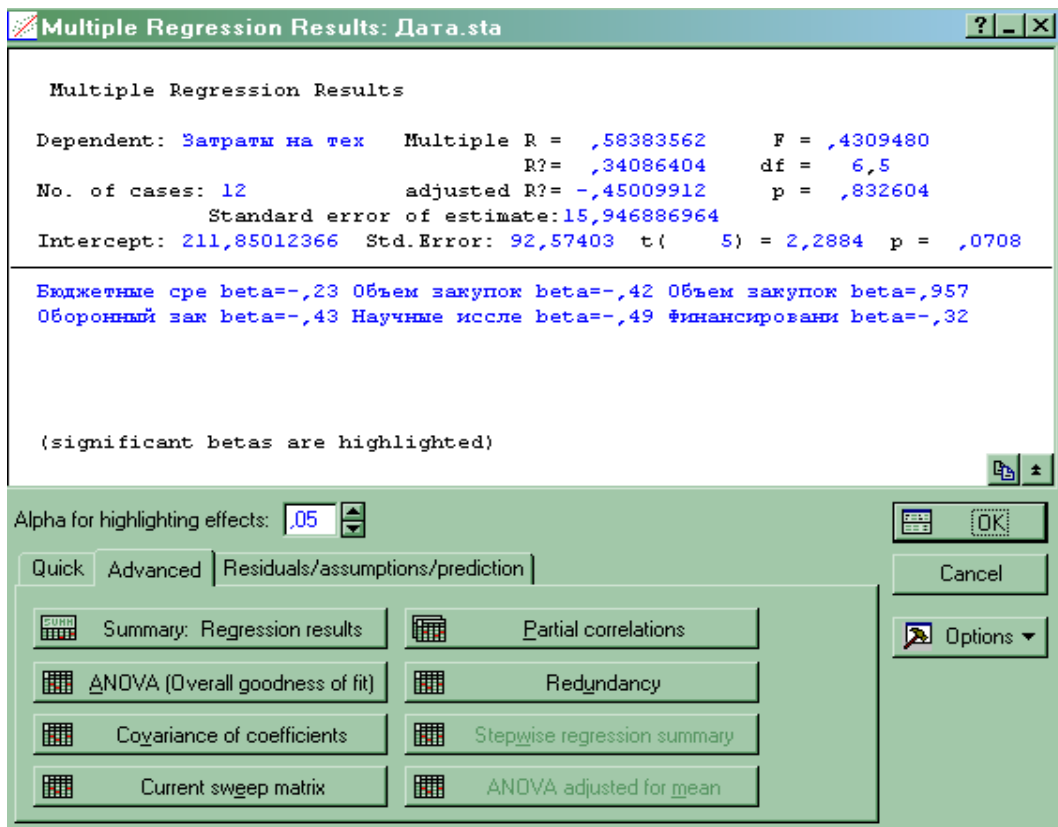 Multiple Regression Results: Дата.sta
Multiple Regression Results
Dependent: Затраты на тех Multiple R = ,58383562 F = ,4309480
R?= ,34086404 df = 6,5
No. of cases: 12 adjusted R?= -,45009912 p = ,832604
Standard error of estimate:15,946886964
Intercept: 211,85012366 Std.Error: 92,57403 t( 5) = 2,2884 p = ,0708
Бюджетные сре beta=-,23 Объем закупок beta=-,42 Объем закупок beta=,957
Оборонный зак beta=-,43 Научные иссле beta=-,49 Финансировани beta=-,32
(significant betas are highlighted)
Alpha for highlighting effects: ,05
OK
Quick Advanced Residuals/assumptions/prediction
Cancel
SUMM Summary: Regression results Partial correlations
Options
ANOVA (Overall goodness of fit) Redundancy
Covariance of coefficients Stepwise regression summary
Current sweep matrix ANOVA adjusted for mean